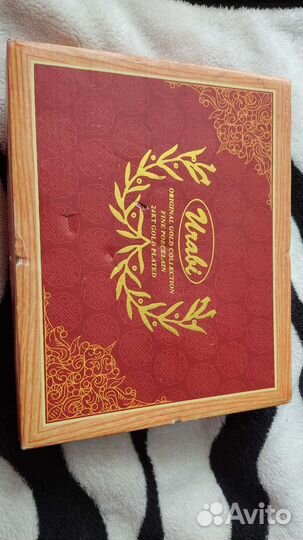 Urabi
ORIGINAL GOLD COLLECTION
FINE PORCELAIN
24KT GOLD PLATED
Avito